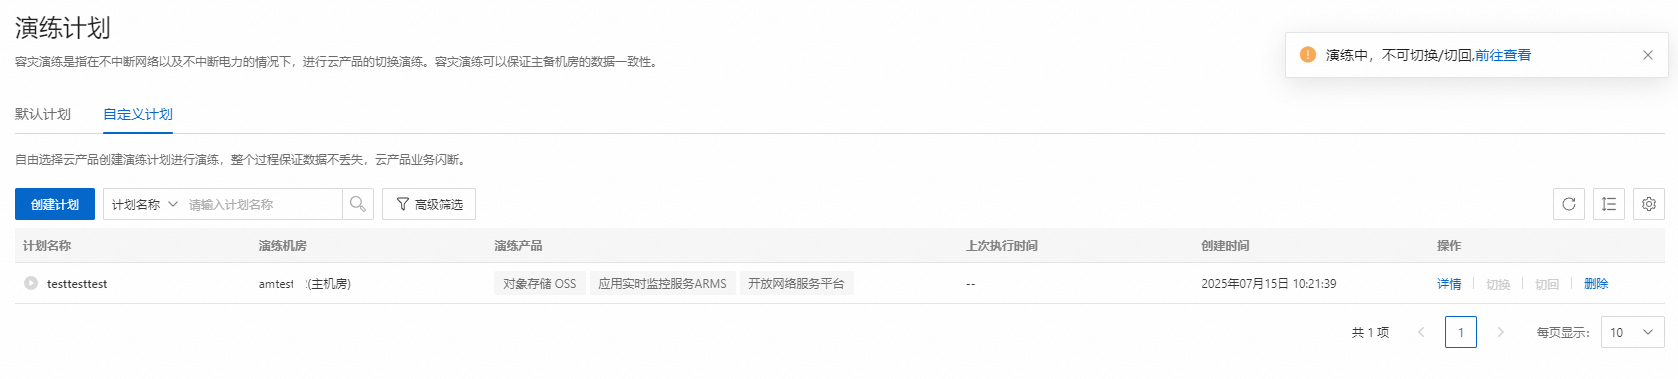 演练计划
容灾演练是指在不中断网络以及不中断电力的情况下，进行云产品的切换演练。容灾演练可以保证主备机房的数据一致性。
演练中，不可切换/切回,前往查看
默认计划 自定义计划
自由选择云产品创建演练计划进行演练，整个过程保证数据不丢失，云产品业务闪断。
创建计划 计划名称 请输入计划名称 高级筛选
计划名称 演练机房 演练产品 上次执行时间 创建时间 操作
testtesttest amtest (主机房) 对象存储 OSS 应用实时监控服务ARMS 开放网络服务平台 -- 2025年07月15日 10:21:39 详情 切换 切回 删除
共 1 项 1 每页显示： 10